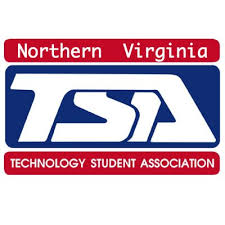 Northern Virginia
TSA
TECHNOLOGY STUDENT ASSOCIATION